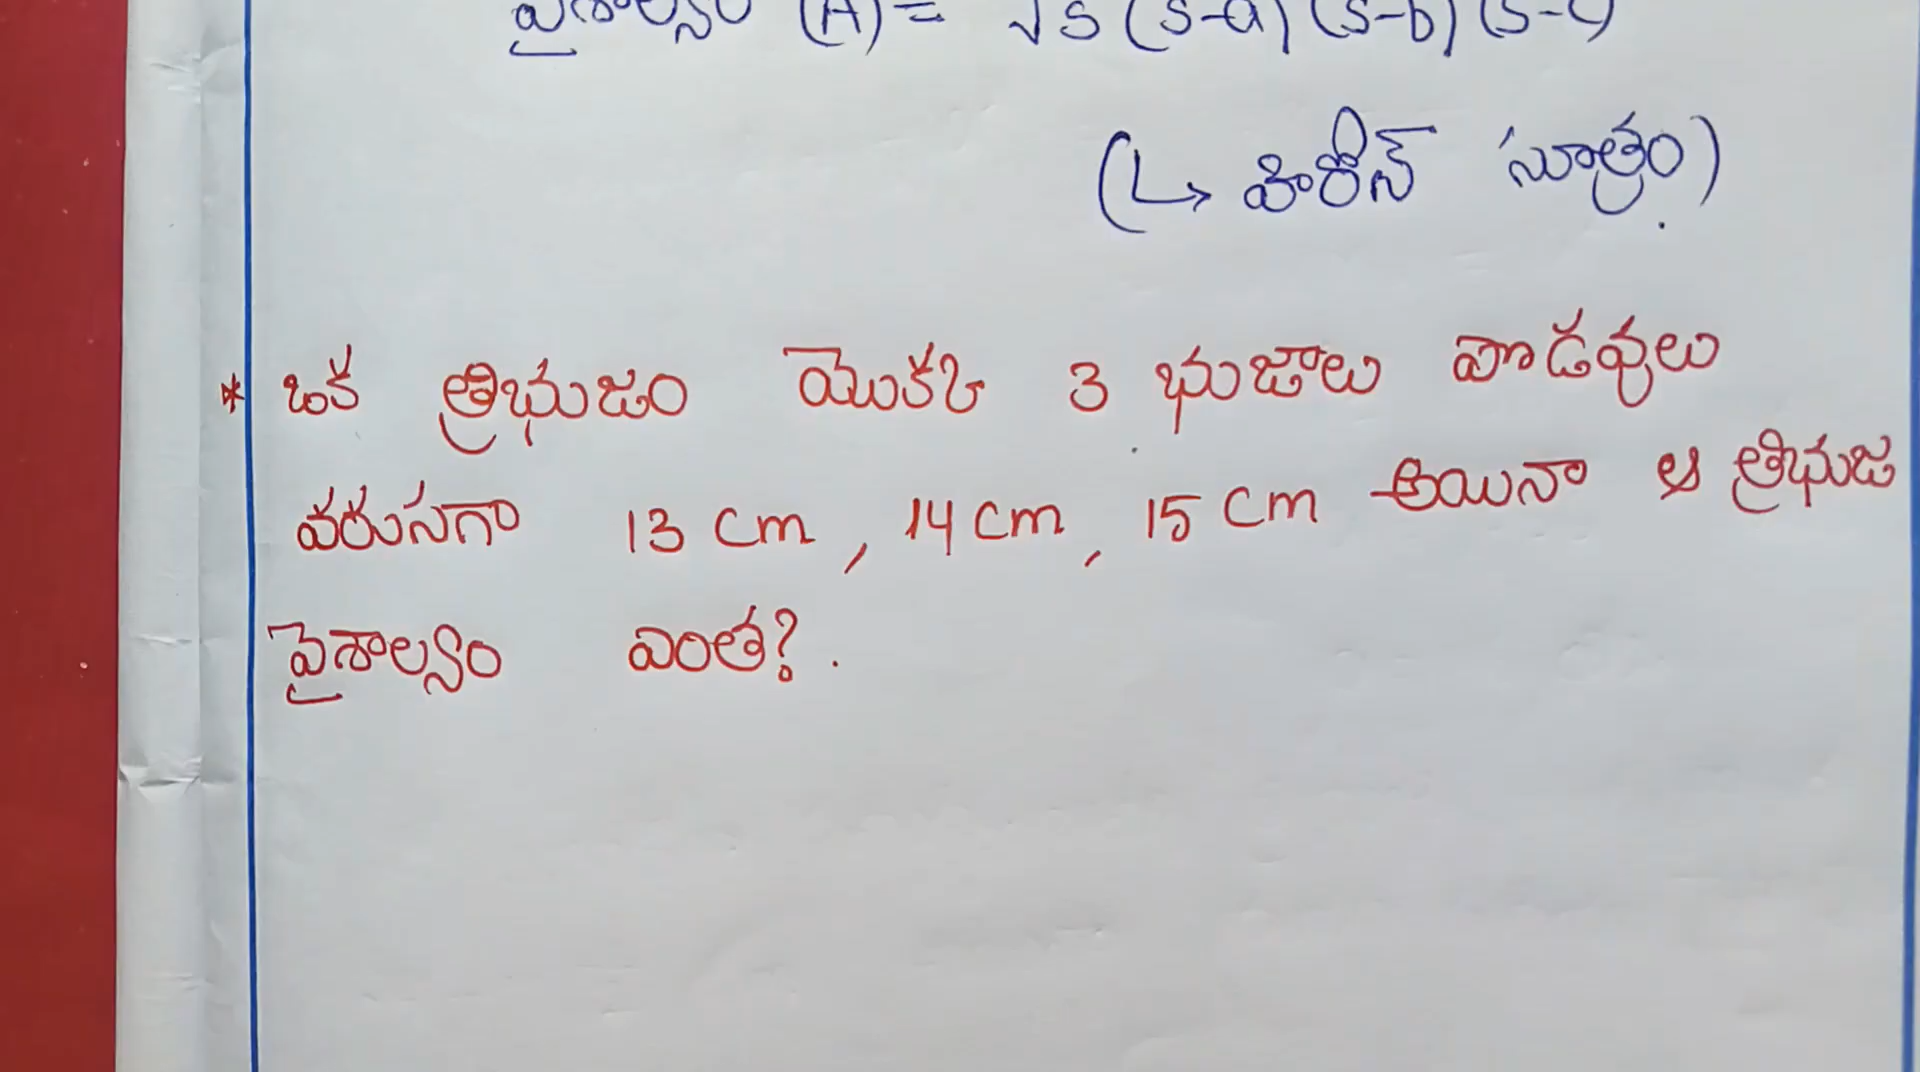 వైశాల్యం (A) = √s (s-a) (s-b) (s-c)
(↳ హీరోన్ సూత్రం)
* ఒక త్రిభుజం యొక్క 3 భుజాలు పొడవులు
వరుసగా 13 cm, 14 cm, 15 cm అయినా ఆ త్రిభుజ
వైశాల్యం ఎంత?.